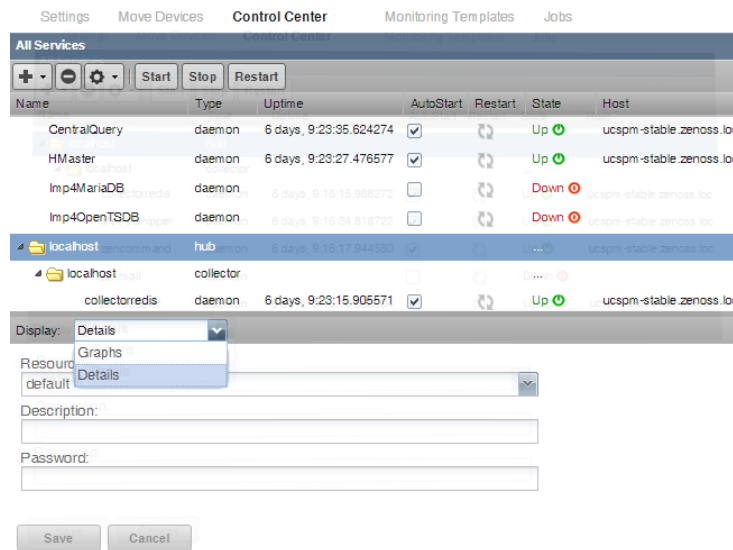 Settings Move Devices Control Center Monitoring Templates Jobs
All Services
Start Stop Restart
Name Type Uptime AutoStart Restart State Host
CentralQuery daemon 6 days, 9:23:35.624274 Up ucspm-stable.zenoss.lo
HMaster daemon 6 days, 9:23:27.476577 Up ucspm-stable.zenoss.lo
Imp4MariaDB daemon Down
Imp4OpenTSDB daemon Down
localhost hub ...
localhost collector ...
collectorredis daemon 6 days, 9:23:15.905571 Up ucspm-stable.zenoss.lo
Display: Details
Graphs
Details
default
Description:
Password:
Save Cancel